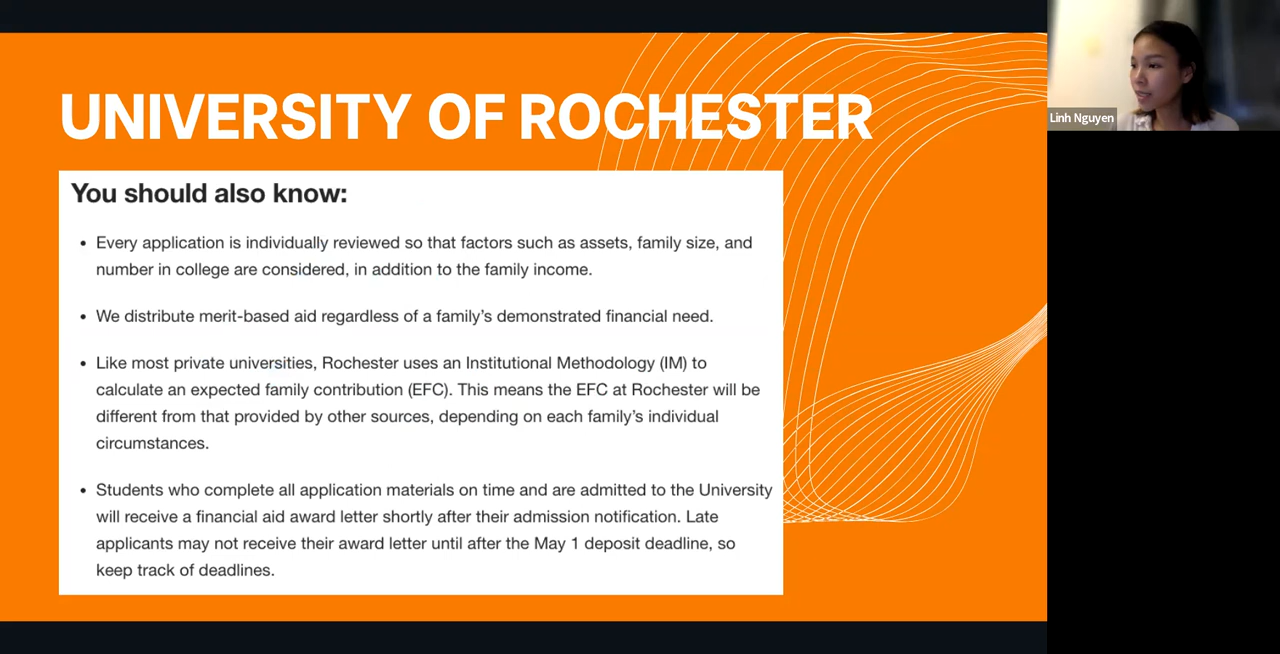 UNIVERSITY OF ROCHESTER
Linh Nguyen
You should also know:
• Every application is individually reviewed so that factors such as assets, family size, and
number in college are considered, in addition to the family income.
• We distribute merit-based aid regardless of a family’s demonstrated financial need.
• Like most private universities, Rochester uses an Institutional Methodology (IM) to
calculate an expected family contribution (EFC). This means the EFC at Rochester will be
different from that provided by other sources, depending on each family’s individual
circumstances.
• Students who complete all application materials on time and are admitted to the University
will receive a financial aid award letter shortly after their admission notification. Late
applicants may not receive their award letter until after the May 1 deposit deadline, so
keep track of deadlines.